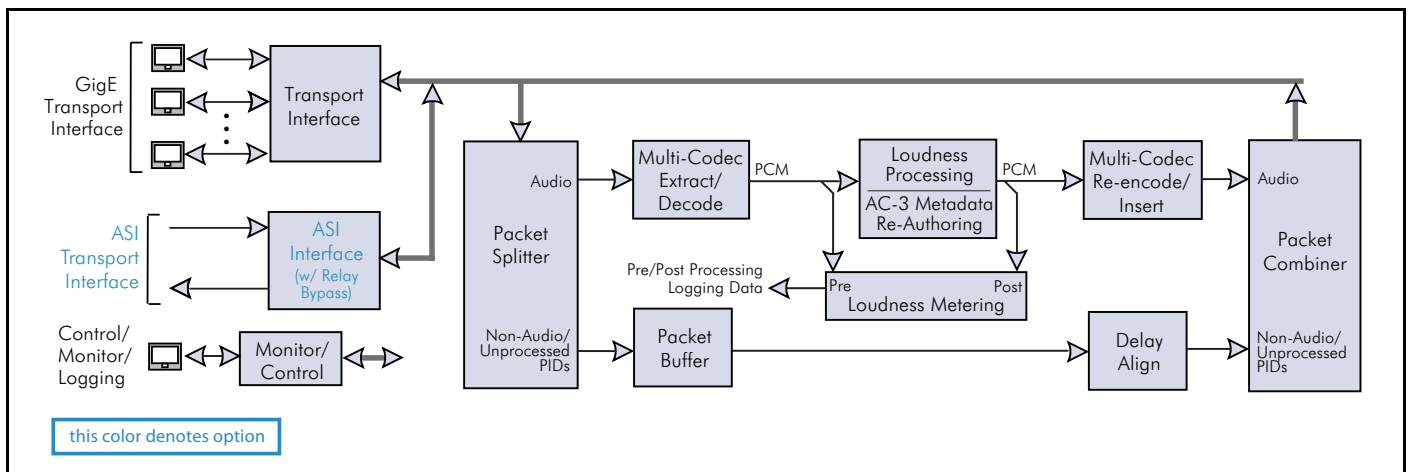 GigE
Transport
Interface
Transport
Interface
ASI
Transport
Interface
ASI
Interface
(w/ Relay
Bypass)
Control/
Monitor/
Logging
Monitor/
Control
this color denotes option
Audio
Packet
Splitter
Non-Audio/
Unprocessed
PIDs
Multi-Codec
Extract/
Decode
PCM
Loudness
Processing
AC-3 Metadata
Re-Authoring
PCM
Multi-Codec
Re-encode/
Insert
Pre/Post Processing
Logging Data
Pre
Post
Loudness Metering
Packet
Buffer
Delay
Align
Audio
Packet
Combiner
Non-Audio/
Unprocessed
PIDs